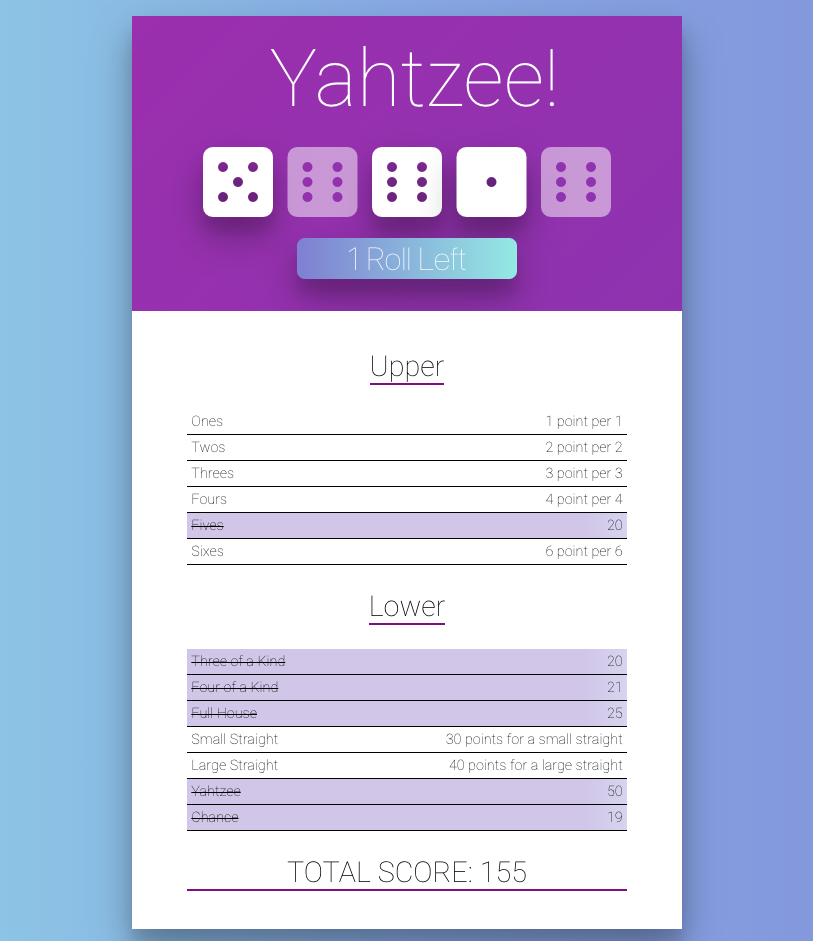 Yahtzee!
1 Roll Left
Upper
Ones 1 point per 1
Twos 2 point per 2
Threes 3 point per 3
Fours 4 point per 4
Fives 20
Sixes 6 point per 6
Lower
Three of a Kind 20
Four of a Kind 21
Full House 25
Small Straight 30 points for a small straight
Large Straight 40 points for a large straight
Yahtzee 50
Chance 19
TOTAL SCORE: 155